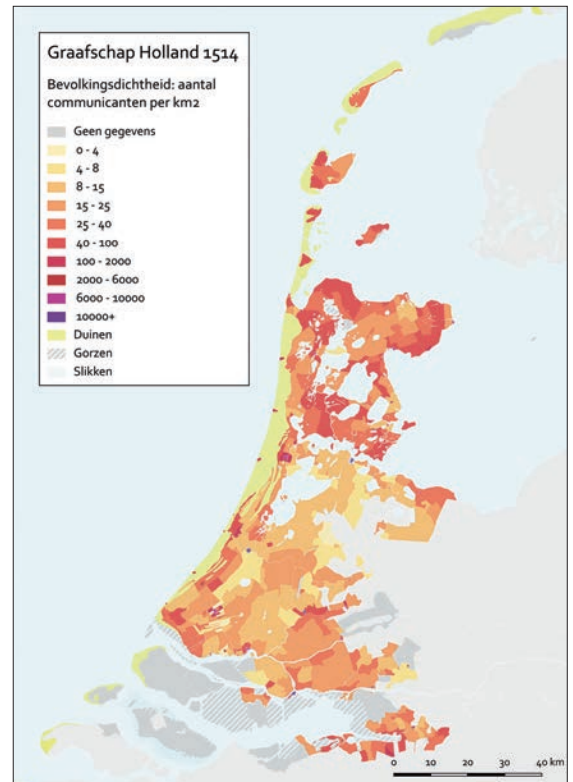 Graafschap Holland 1514
Bevolkingsdichtheid: aantal
communicanten per km2
Geen gegevens
0 - 4
4 - 8
8 - 15
15 - 25
25 - 40
40 - 100
100 - 2000
2000 - 6000
6000 - 10000
10000+
Duinen
Gorzen
Slikken
0 10 20 30 40 km